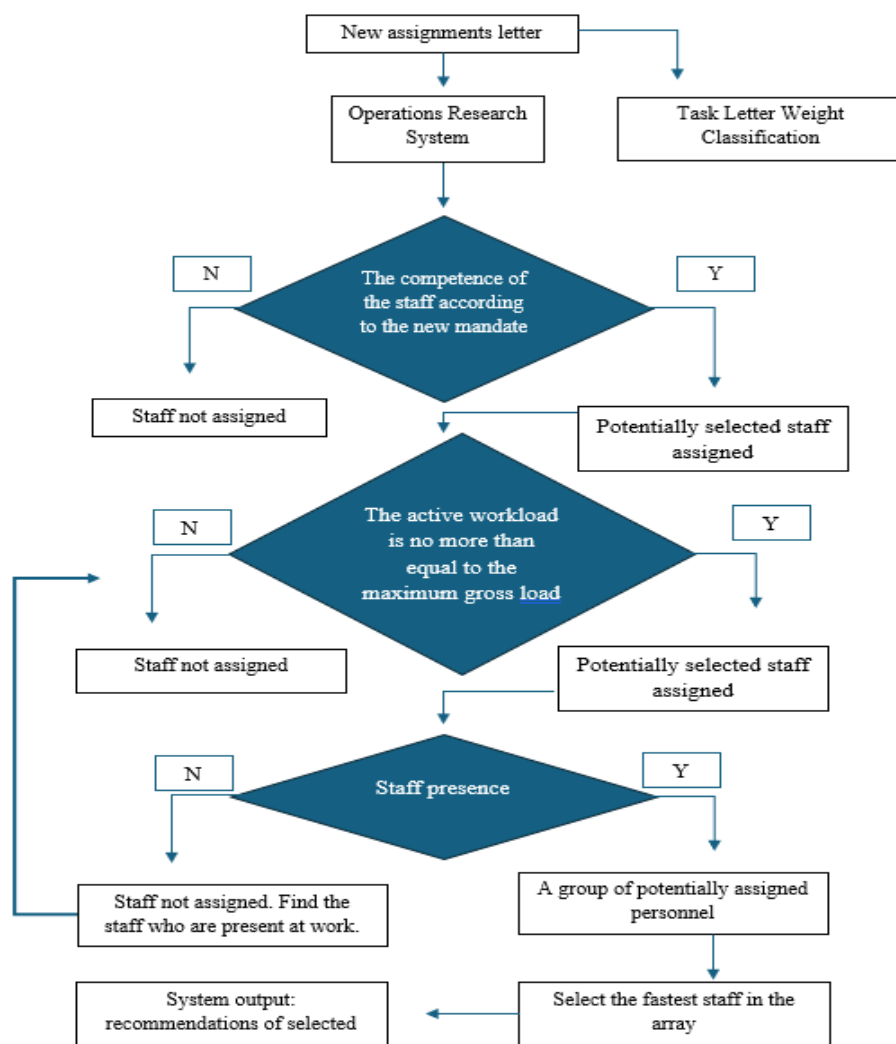 New assignments letter
Operations Research
System
Task Letter Weight
Classification
N
The competence of
the staff according
to the new mandate
Y
Staff not assigned
Potentially selected staff
assigned
N
The active workload
is no more than
equal to the
maximum gross load
Y
Staff not assigned
Potentially selected staff
assigned
N
Staff presence
Y
Staff not assigned. Find the
staff who are present at work.
A group of potentially assigned
personnel
System output:
recommendations of selected
Select the fastest staff in the
array